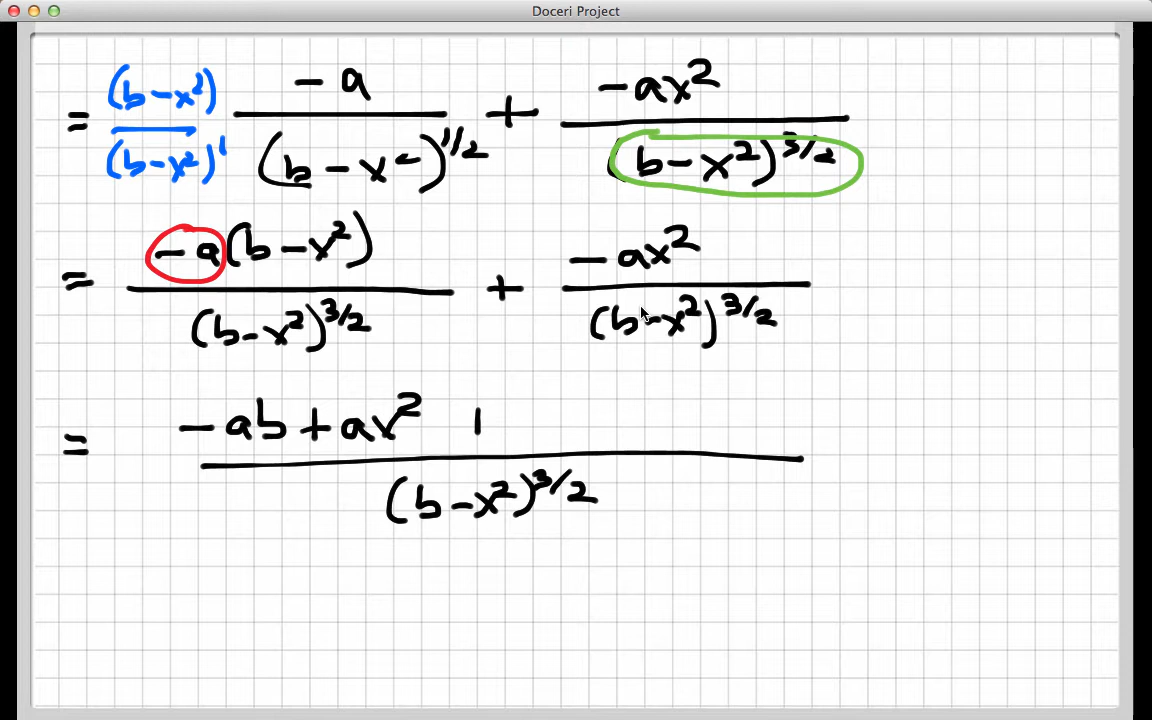 Doceri Project
= (b - x²)/(b - x²)¹ · -a/(b - x²)^1/2 + -ax²/(b - x²)^3/2
= -a(b - x²)/(b - x²)^3/2 + -ax²/(b - x²)^3/2
= -ab + ax² ı/(b - x²)^3/2